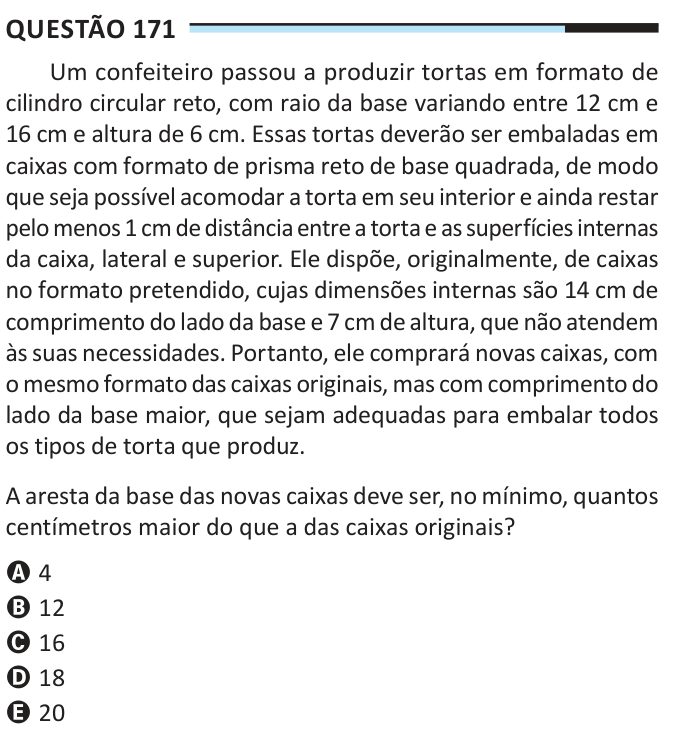 QUESTÃO 171
Um confeiteiro passou a produzir tortas em formato de
cilindro circular reto, com raio da base variando entre 12 cm e
16 cm e altura de 6 cm. Essas tortas deverão ser embaladas em
caixas com formato de prisma reto de base quadrada, de modo
que seja possível acomodar a torta em seu interior e ainda restar
pelo menos 1 cm de distância entre a torta e as superfícies internas
da caixa, lateral e superior. Ele dispõe, originalmente, de caixas
no formato pretendido, cujas dimensões internas são 14 cm de
comprimento do lado da base e 7 cm de altura, que não atendem
às suas necessidades. Portanto, ele comprará novas caixas, com
o mesmo formato das caixas originais, mas com comprimento do
lado da base maior, que sejam adequadas para embalar todos
os tipos de torta que produz.
A aresta da base das novas caixas deve ser, no mínimo, quantos
centímetros maior do que a das caixas originais?
A 4
B 12
C 16
D 18
E 20